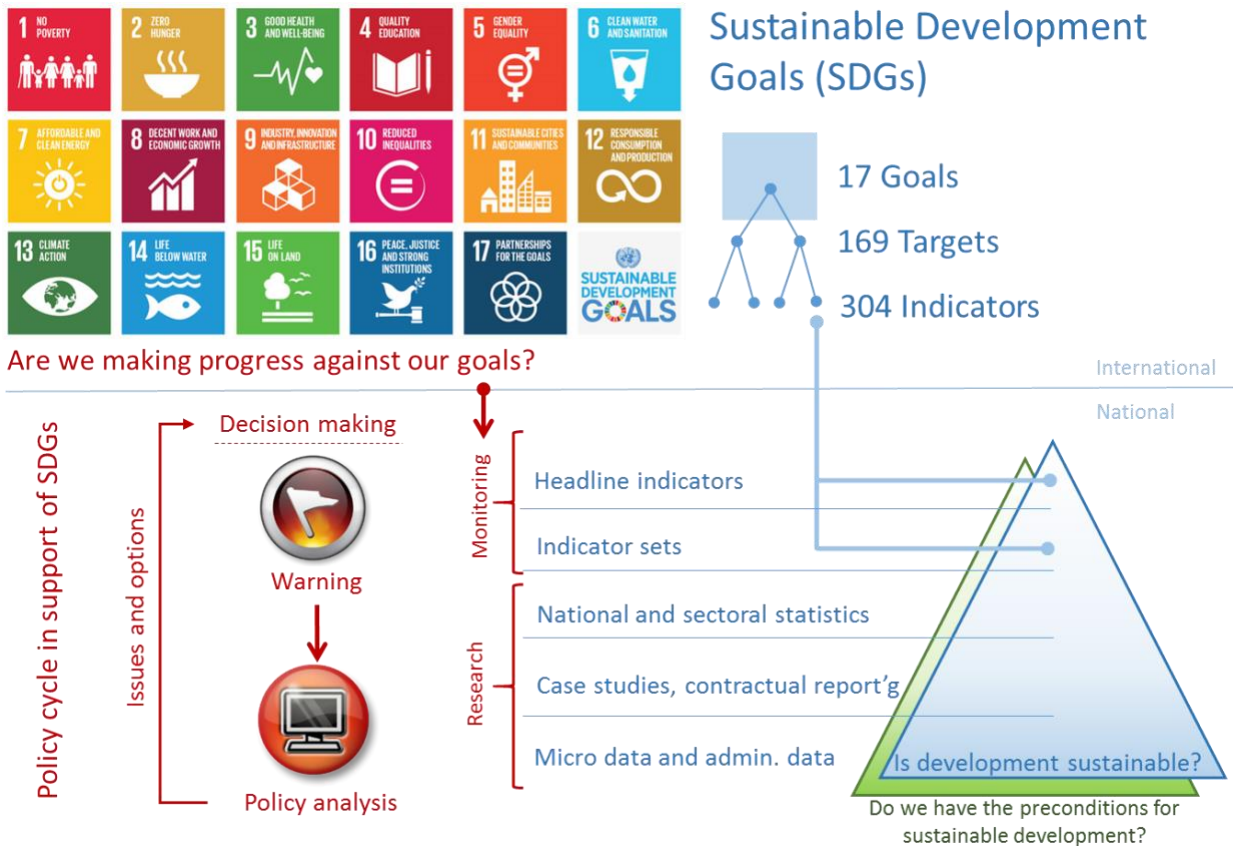 1 NO
POVERTY
2 ZERO
HUNGER
3 GOOD HEALTH
AND WELL-BEING
4 QUALITY
EDUCATION
5 GENDER
EQUALITY
6 CLEAN WATER
AND SANITATION
7 AFFORDABLE AND
CLEAN ENERGY
8 DECENT WORK AND
ECONOMIC GROWTH
9 INDUSTRY, INNOVATION
AND INFRASTRUCTURE
10 REDUCED
INEQUALITIES
11 SUSTAINABLE CITIES
AND COMMUNITIES
12 RESPONSIBLE
CONSUMPTION
AND PRODUCTION
13 CLIMATE
ACTION
14 LIFE
BELOW WATER
15 LIFE
ON LAND
16 PEACE, JUSTICE
AND STRONG
INSTITUTIONS
17 PARTNERSHIPS
FOR THE GOALS
SUSTAINABLE
DEVELOPMENT
GOALS
Sustainable Development
Goals (SDGs)
17 Goals
169 Targets
304 Indicators
Are we making progress against our goals?
International
National
Policy cycle in support of SDGs
Issues and options
Decision making
Warning
Policy analysis
Monitoring
Headline indicators
Indicator sets
Research
National and sectoral statistics
Case studies, contractual report'g
Micro data and admin. data
Is development sustainable?
Do we have the preconditions for
sustainable development?